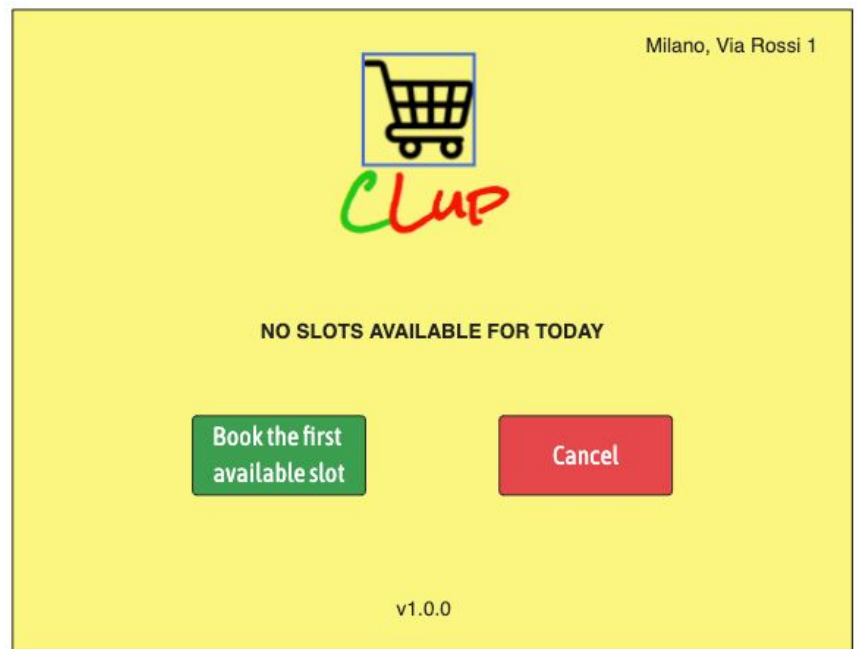 Milano, Via Rossi 1
CLup
NO SLOTS AVAILABLE FOR TODAY
Book the first
available slot
Cancel
v1.0.0